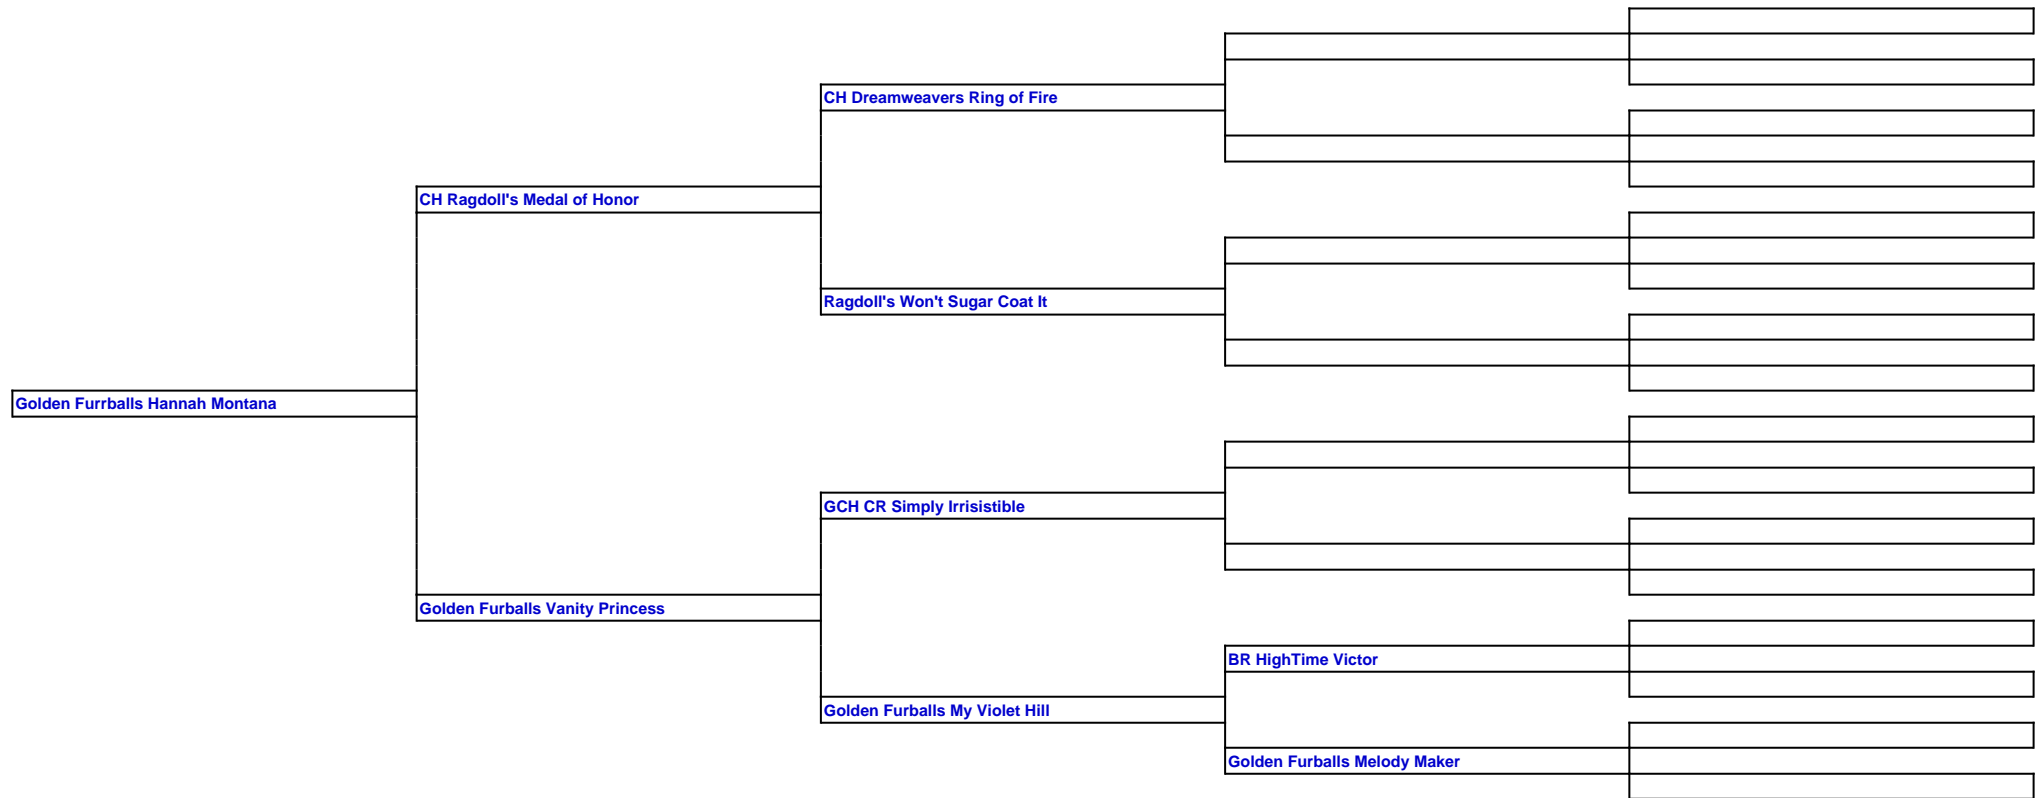 CH Dreamweavers Ring of Fire
CH Ragdoll's Medal of Honor
Ragdoll's Won't Sugar Coat It
Golden Furrballs Hannah Montana
GCH CR Simply Irrisistible
Golden Furballs Vanity Princess
BR HighTime Victor
Golden Furballs My Violet Hill
Golden Furballs Melody Maker